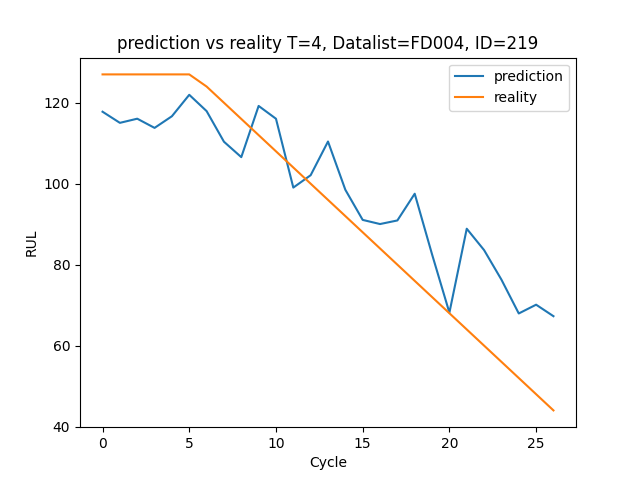 prediction vs reality T=4, Datalist=FD004, ID=219
prediction
reality
120
100
80
60
40
RUL
0 5 10 15 20 25
Cycle